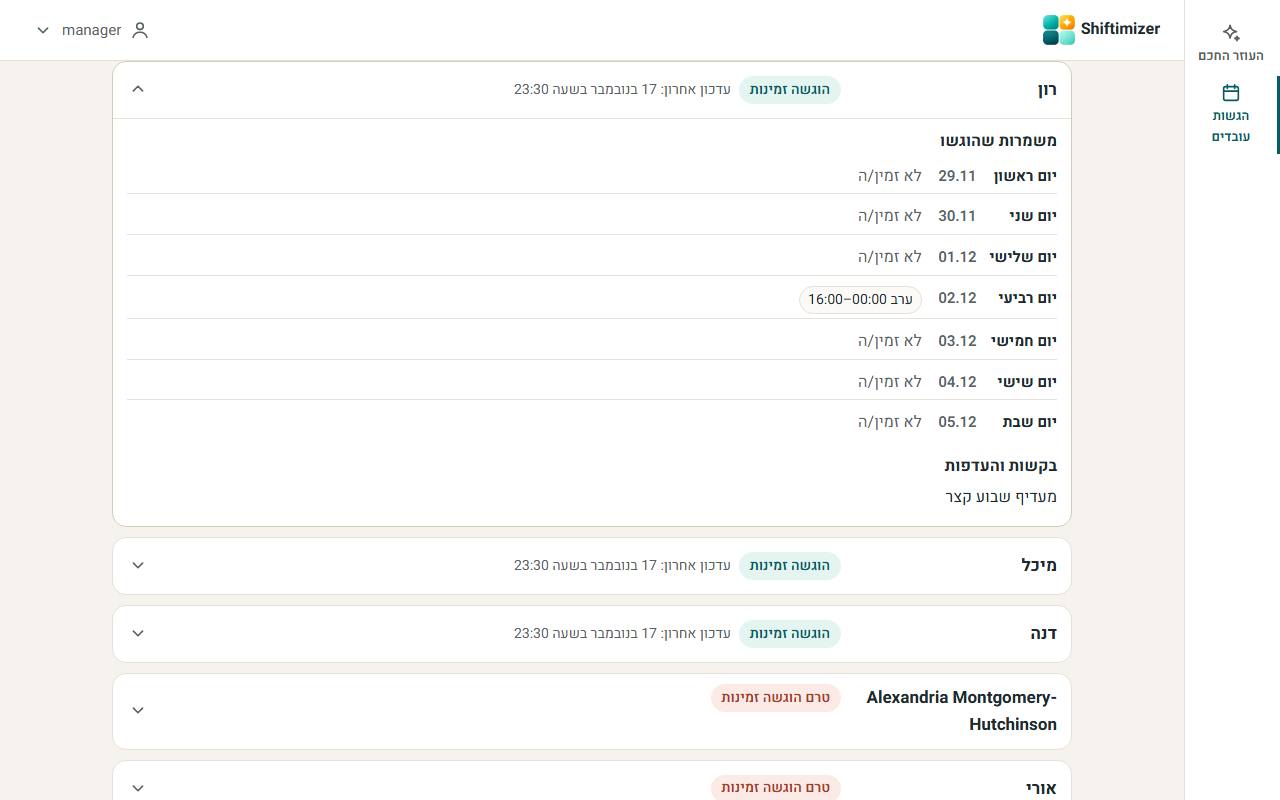 Shiftimizer
manager
העוזר החכם
הגשות
עובדים
רון
הוגשה זמינות
עדכון אחרון: 17 בנובמבר בשעה 23:30
משמרות שהוגשו
יום ראשון 29.11 לא זמין/ה
יום שני 30.11 לא זמין/ה
יום שלישי 01.12 לא זמין/ה
יום רביעי 02.12 ערב 16:00–00:00
יום חמישי 03.12 לא זמין/ה
יום שישי 04.12 לא זמין/ה
יום שבת 05.12 לא זמין/ה
בקשות והעדפות
מעדיף שבוע קצר
מיכל
הוגשה זמינות
עדכון אחרון: 17 בנובמבר בשעה 23:30
דנה
הוגשה זמינות
עדכון אחרון: 17 בנובמבר בשעה 23:30
Alexandria Montgomery-
Hutchinson
טרם הוגשה זמינות
אורי
טרם הוגשה זמינות